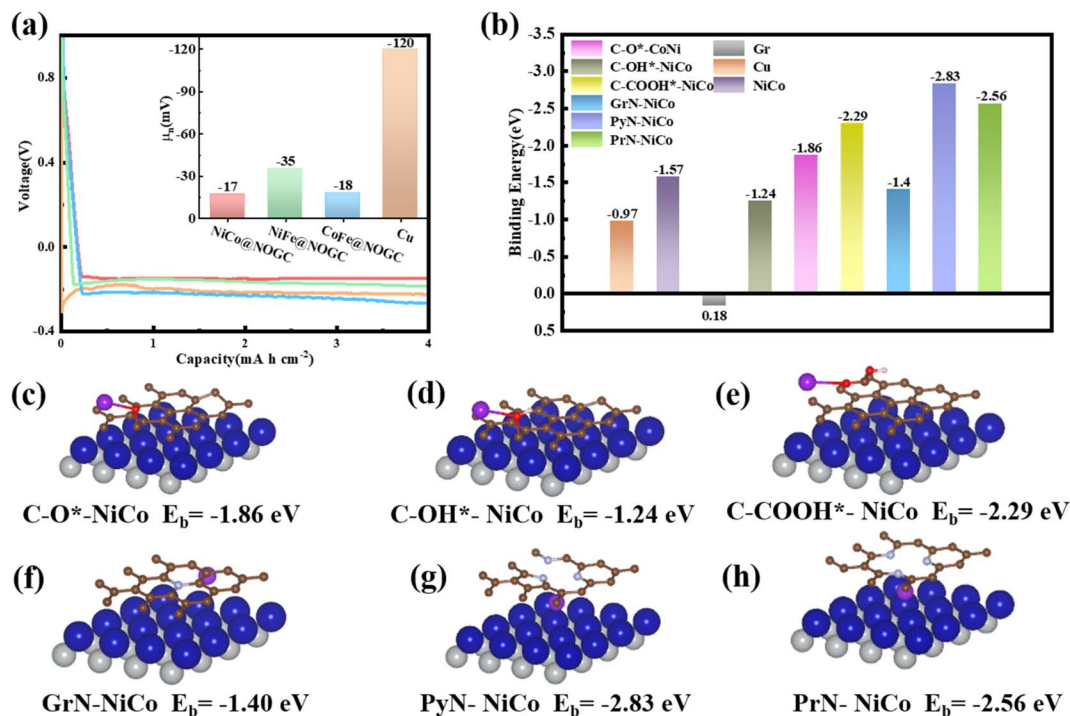 (a)
Voltage(V)
0.8
0.4
0.0
-0.4
0
1
2
3
4
Capacity(mA h cm⁻²)
μₙ(mV)
-120
-90
-60
-30
0
-17
-35
-18
-120
NiCo@NOGC
NiFe@NOGC
CoFe@NOGC
Cu
(b)
Binding Energy(eV)
-3.5
-3.0
-2.5
-2.0
-1.5
-1.0
-0.5
0.0
0.5
C-O*-CoNi
C-OH*-NiCo
C-COOH*-NiCo
GrN-NiCo
PyN-NiCo
PrN-NiCo
Gr
Cu
NiCo
-0.97
-1.57
0.18
-1.24
-1.86
-2.29
-1.4
-2.83
-2.56
(c)
C-O*-NiCo E_b= -1.86 eV
(d)
C-OH*- NiCo E_b= -1.24 eV
(e)
C-COOH*- NiCo E_b= -2.29 eV
(f)
GrN-NiCo E_b= -1.40 eV
(g)
PyN- NiCo E_b= -2.83 eV
(h)
PrN- NiCo E_b= -2.56 eV